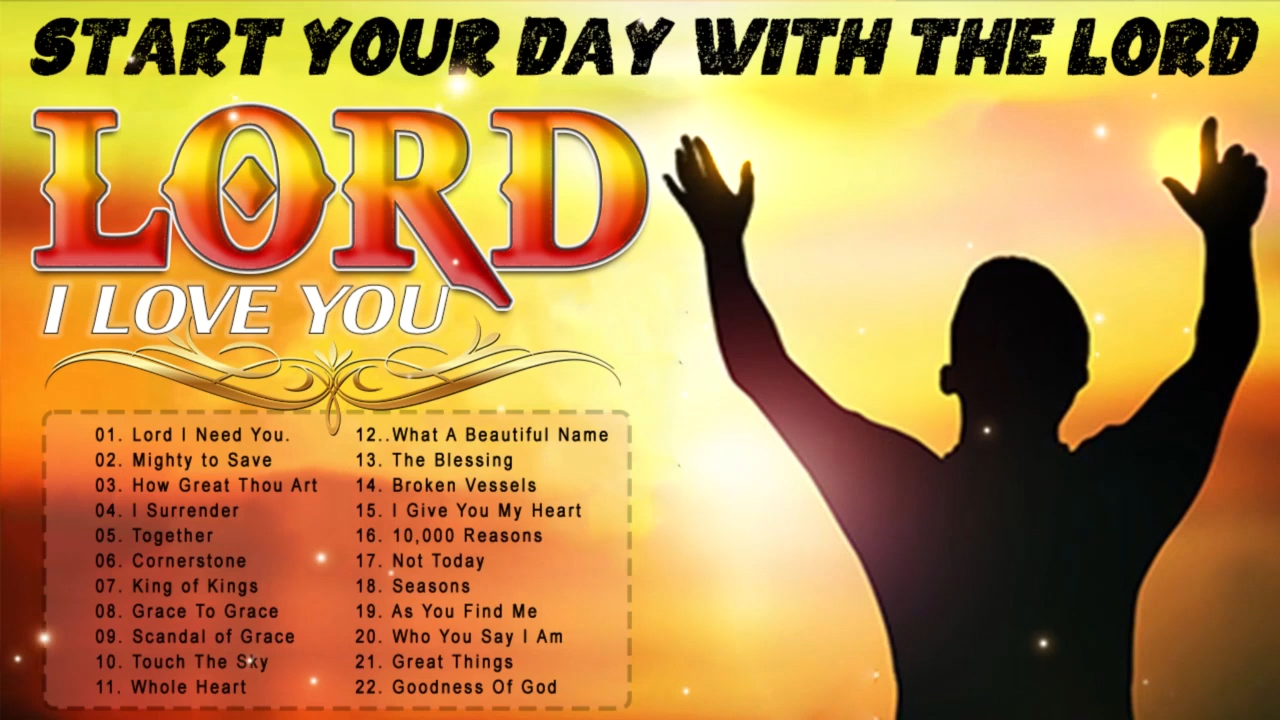 START YOUR DAY WITH THE LORD
LORD
I LOVE YOU
01. Lord I Need You.
02. Mighty to Save
03. How Great Thou Art
04. I Surrender
05. Together
06. Cornerstone
07. King of Kings
08. Grace To Grace
09. Scandal of Grace
10. Touch The Sky
11. Whole Heart
12..What A Beautiful Name
13. The Blessing
14. Broken Vessels
15. I Give You My Heart
16. 10,000 Reasons
17. Not Today
18. Seasons
19. As You Find Me
20. Who You Say I Am
21. Great Things
22. Goodness Of God